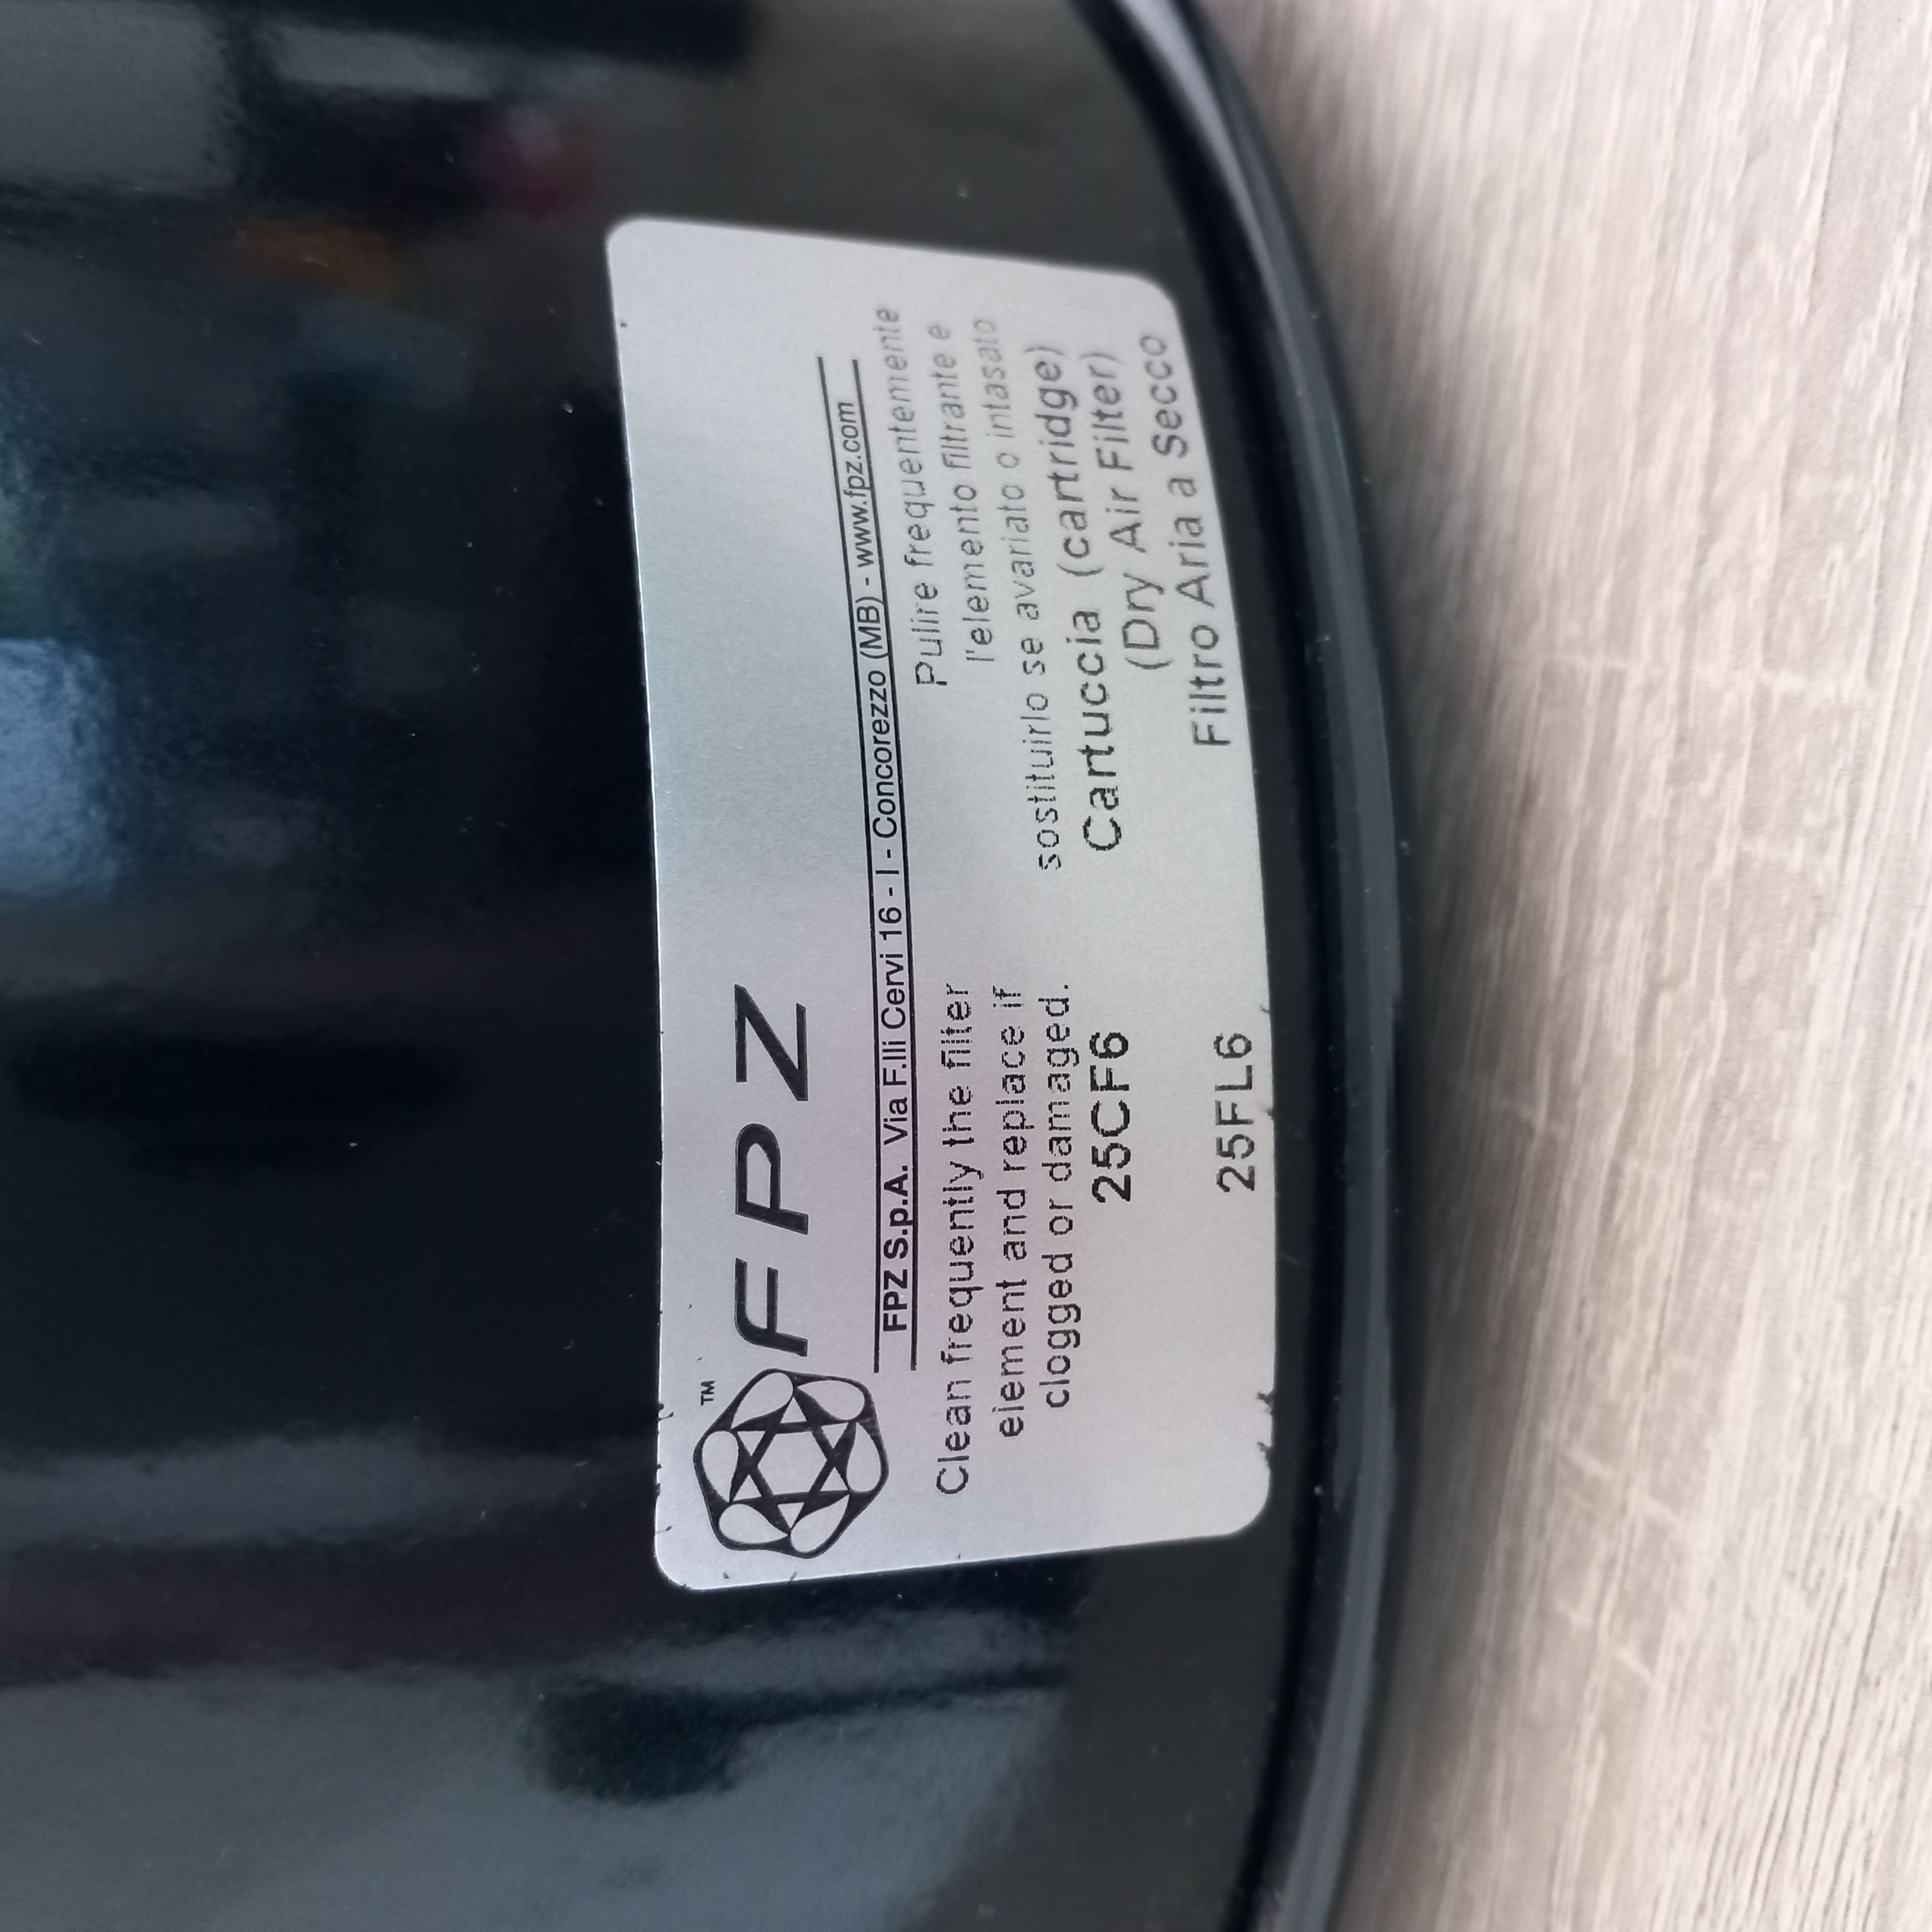 ™
FPZ
FPZ S.p.A. Via F.lli Cervi 16 - I - Concorezzo (MB) - www.fpz.com
Clean frequently the filter
element and replace if
clogged or damaged.
Pulire frequentemente
l'elemento filtrante e
sostituirlo se avariato o intasato
25CF6 Cartuccia (cartridge)
(Dry Air Filter)
25FL6 Filtro Aria a Secco